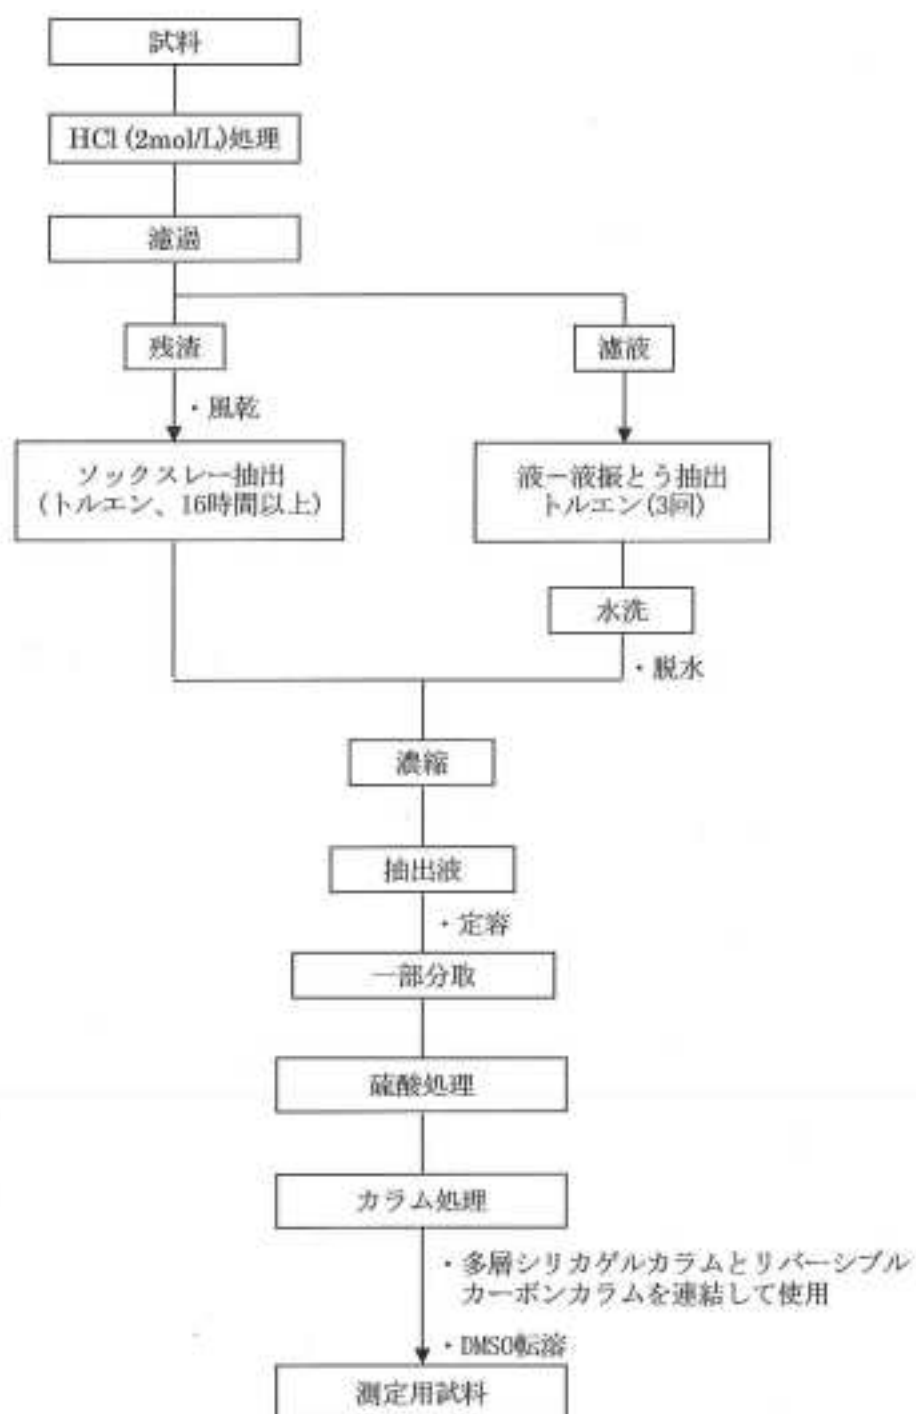 試料
HCl (2mol/L)処理
濾過
残渣
濾液
・風乾
ソックスレー抽出
(トルエン、16時間以上)
液－液振とう抽出
トルエン(3回)
水洗
・脱水
濃縮
抽出液
・定容
一部分取
硫酸処理
カラム処理
・多層シリカゲルカラムとリバーシブル
カーボンカラムを連結して使用
・DMSO転溶
測定用試料